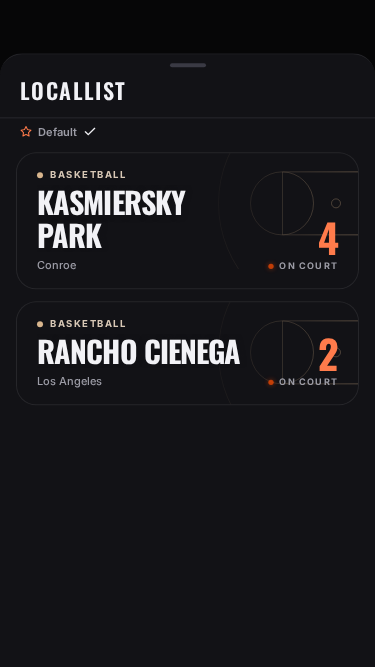 LOCALLIST
Default
BASKETBALL
KASMIERSKY
PARK
4
Conroe
ON COURT
BASKETBALL
RANCHO CIENEGA
2
Los Angeles
ON COURT